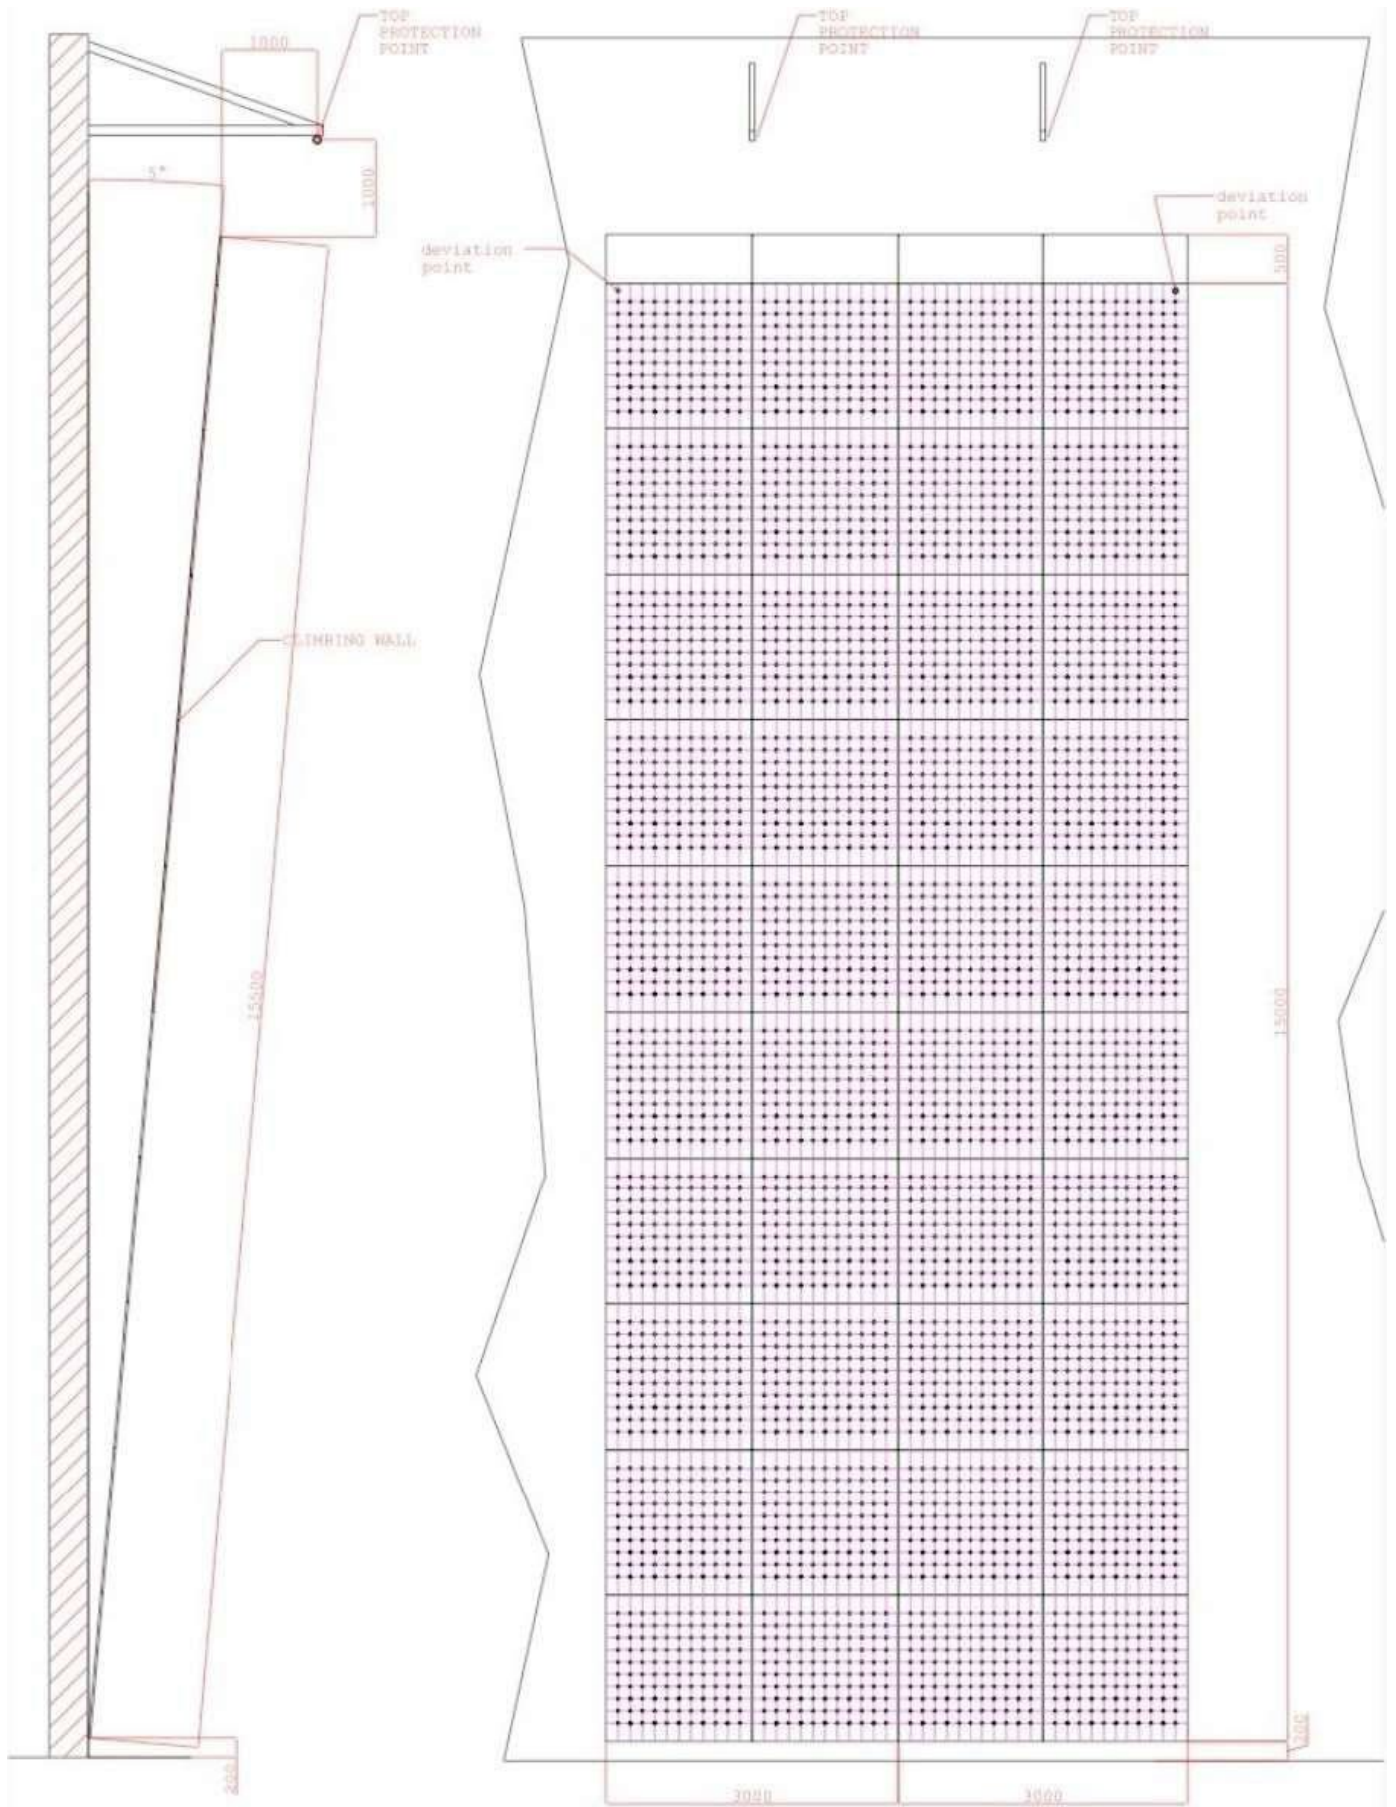 TOP
PROTECTION
POINT
1000
5°
1000
CLIMBING WALL
15500
200
TOP
PROTECTION
POINT
TOP
PROTECTION
POINT
deviation
point
deviation
point
500
15000
200
3000
3000